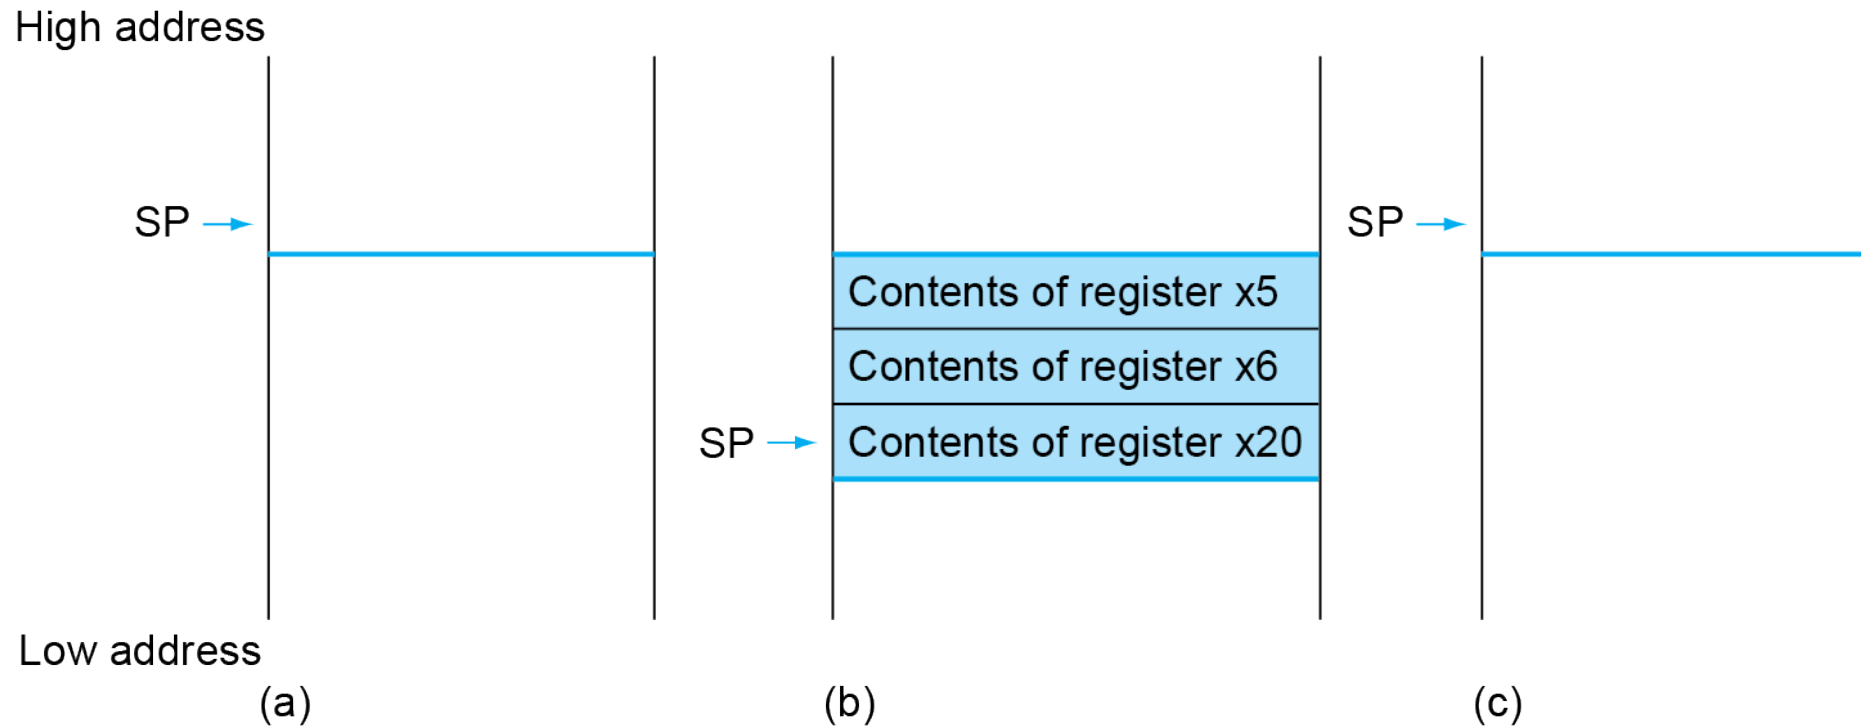 High address
SP
SP
Contents of register x5
Contents of register x6
SP
Contents of register x20
Low address
(a)
(b)
(c)